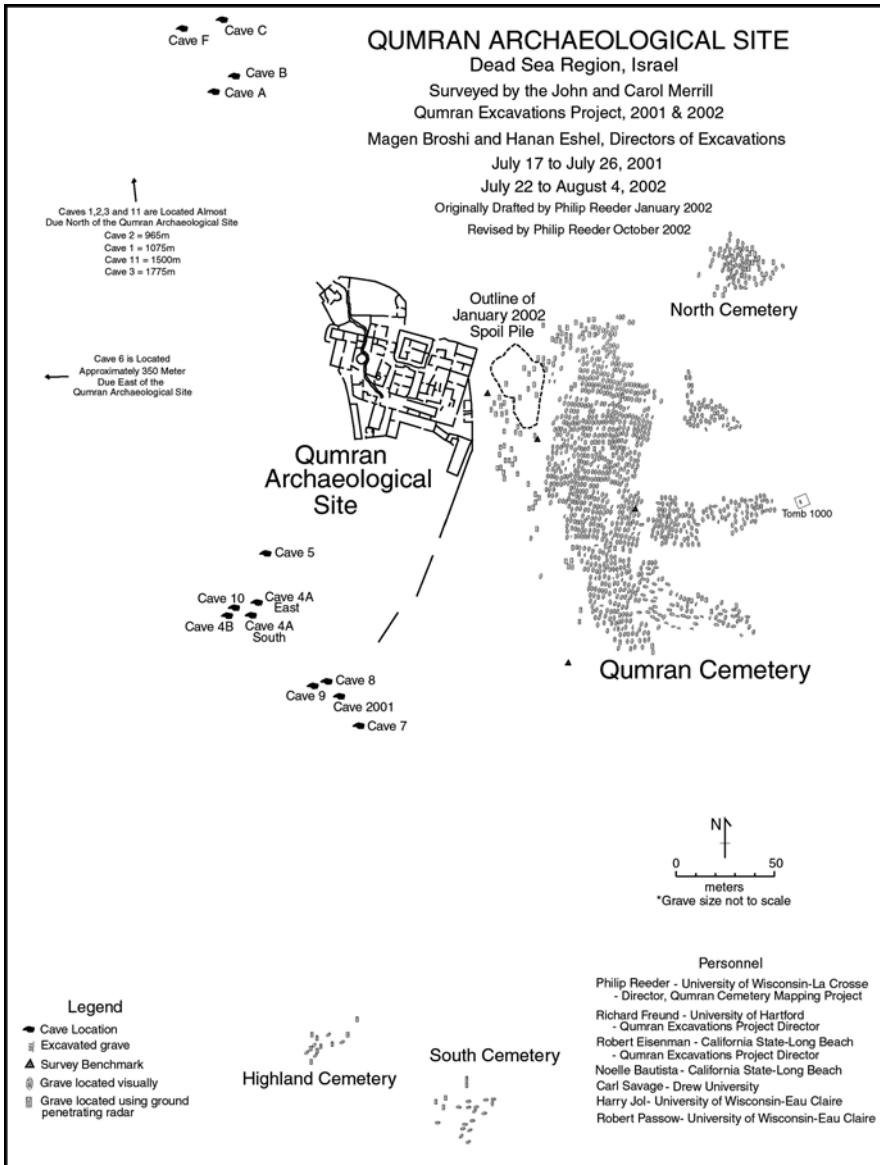 Cave F
Cave C
Cave B
Cave A
QUMRAN ARCHAEOLOGICAL SITE
Dead Sea Region, Israel
Surveyed by the John and Carol Merrill
Qumran Excavations Project, 2001 & 2002
Magen Broshi and Hanan Eshel, Directors of Excavations
July 17 to July 26, 2001
July 22 to August 4, 2002
Originally Drafted by Philip Reeder January 2002
Revised by Philip Reeder October 2002
Caves 1,2,3 and 11 are Located Almost
Due North of the Qumran Archaeological Site
Cave 2 = 965m
Cave 1 = 1075m
Cave 11 = 1500m
Cave 3 = 1775m
North Cemetery
Outline of
January 2002
Spoil Pile
Cave 6 is Located
Approximately 350 Meter
Due East of the
Qumran Archaeological Site
Qumran
Archaeological
Site
Tomb 1000
Cave 5
Cave 10
Cave 4A
East
Cave 4B
Cave 4A
South
Qumran Cemetery
Cave 8
Cave 9
Cave 2001
Cave 7
N
0 50
meters
*Grave size not to scale
Legend
Cave Location
Excavated grave
Survey Benchmark
Grave located visually
Grave located using ground
penetrating radar
Highland Cemetery
South Cemetery
Personnel
Philip Reeder - University of Wisconsin-La Crosse
- Director, Qumran Cemetery Mapping Project
Richard Freund - University of Hartford
- Qumran Excavations Project Director
Robert Eisenman - California State-Long Beach
- Qumran Excavations Project Director
Noelle Bautista - California State-Long Beach
Carl Savage - Drew University
Harry Jol- University of Wisconsin-Eau Claire
Robert Passow- University of Wisconsin-Eau Claire